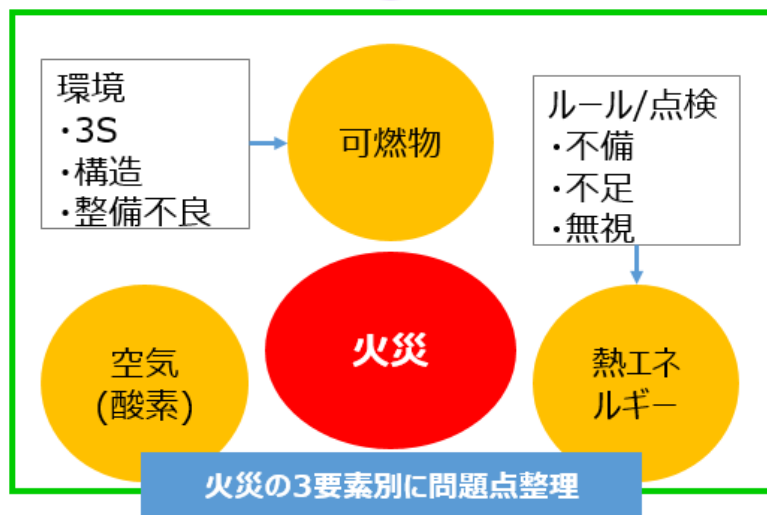 環境
・3S
・構造
・整備不良
可燃物
ルール/点検
・不備
・不足
・無視
火災
空気
(酸素)
熱エネ
ルギー
火災の3要素別に問題点整理